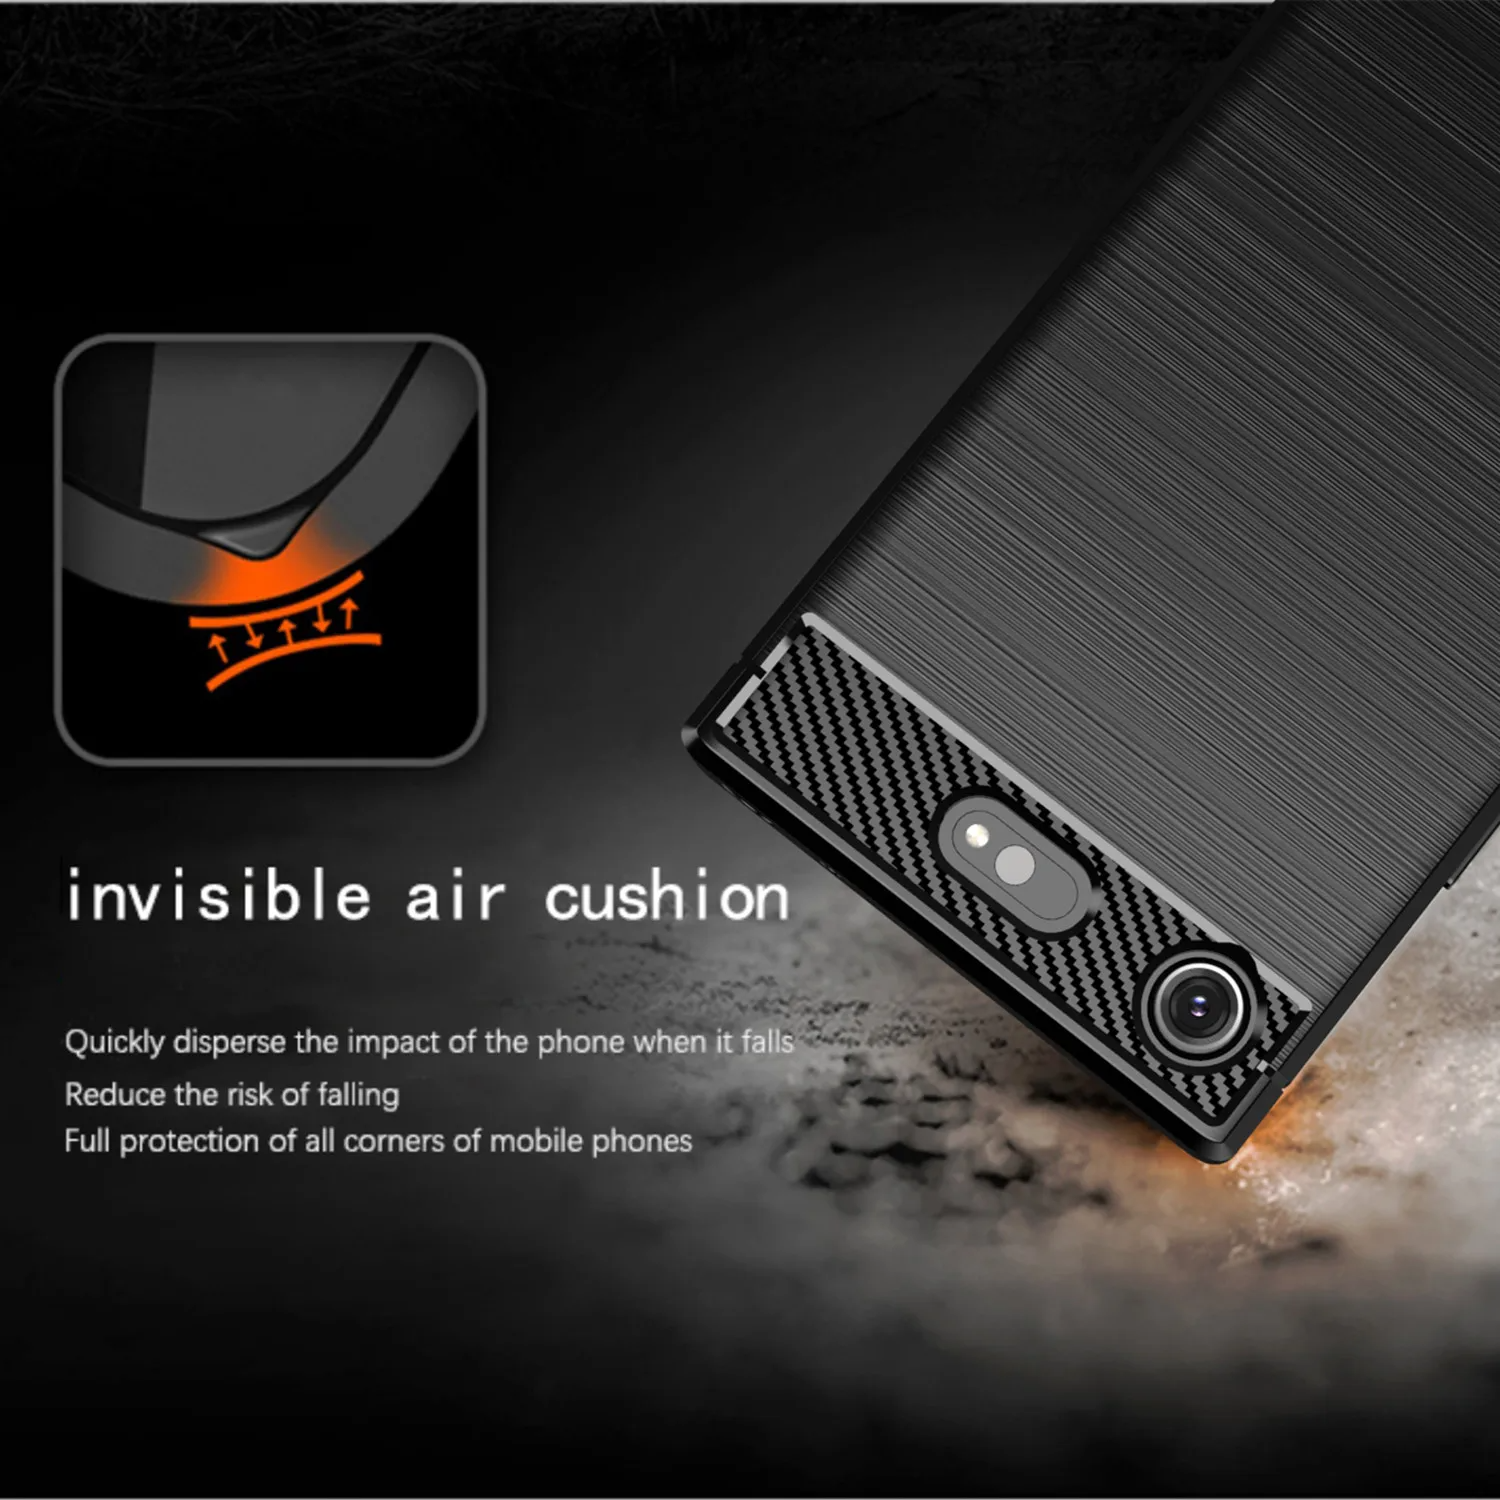 invisible air cushion
Quickly disperse the impact of the phone when it falls
Reduce the risk of falling
Full protection of all corners of mobile phones